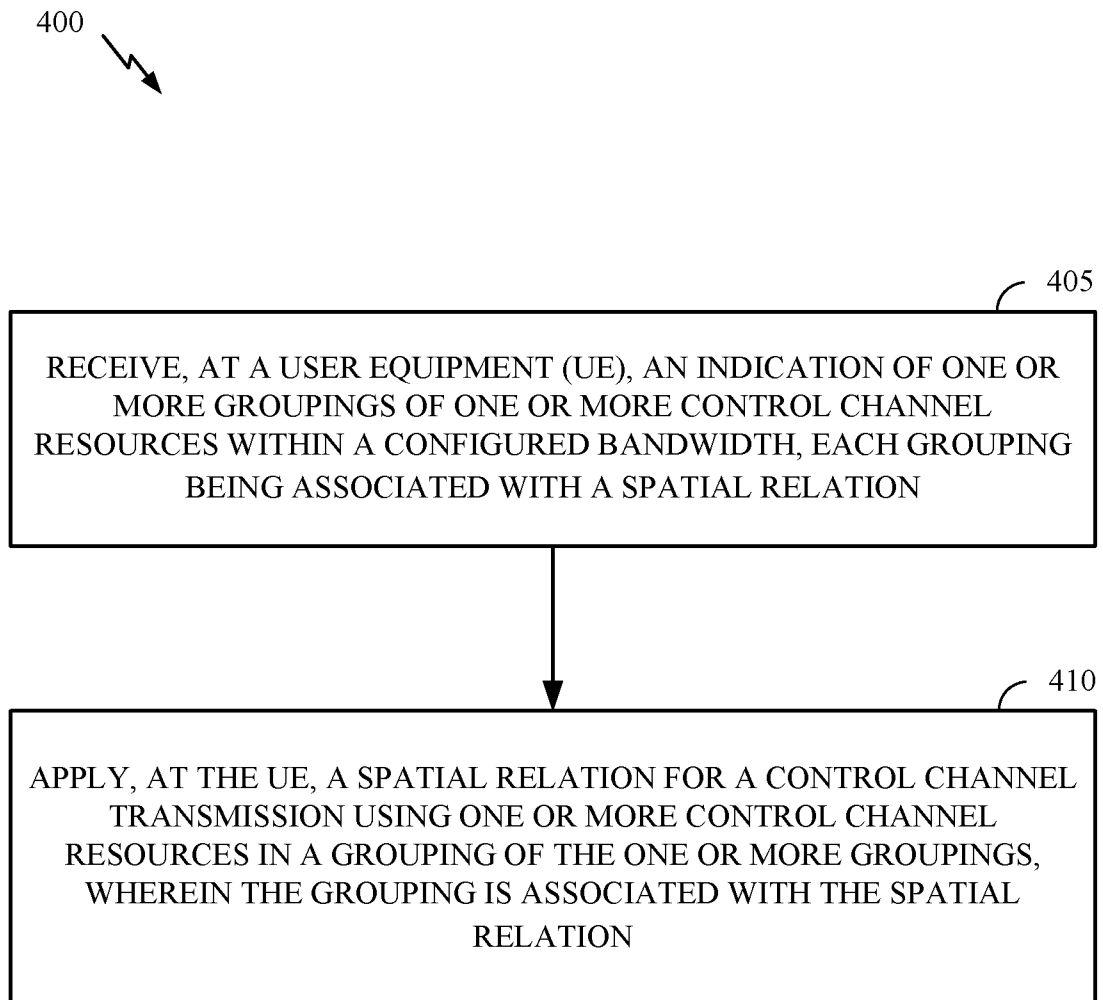 400
405
RECEIVE, AT A USER EQUIPMENT (UE), AN INDICATION OF ONE OR
MORE GROUPINGS OF ONE OR MORE CONTROL CHANNEL
RESOURCES WITHIN A CONFIGURED BANDWIDTH, EACH GROUPING
BEING ASSOCIATED WITH A SPATIAL RELATION
410
APPLY, AT THE UE, A SPATIAL RELATION FOR A CONTROL CHANNEL
TRANSMISSION USING ONE OR MORE CONTROL CHANNEL
RESOURCES IN A GROUPING OF THE ONE OR MORE GROUPINGS,
WHEREIN THE GROUPING IS ASSOCIATED WITH THE SPATIAL
RELATION